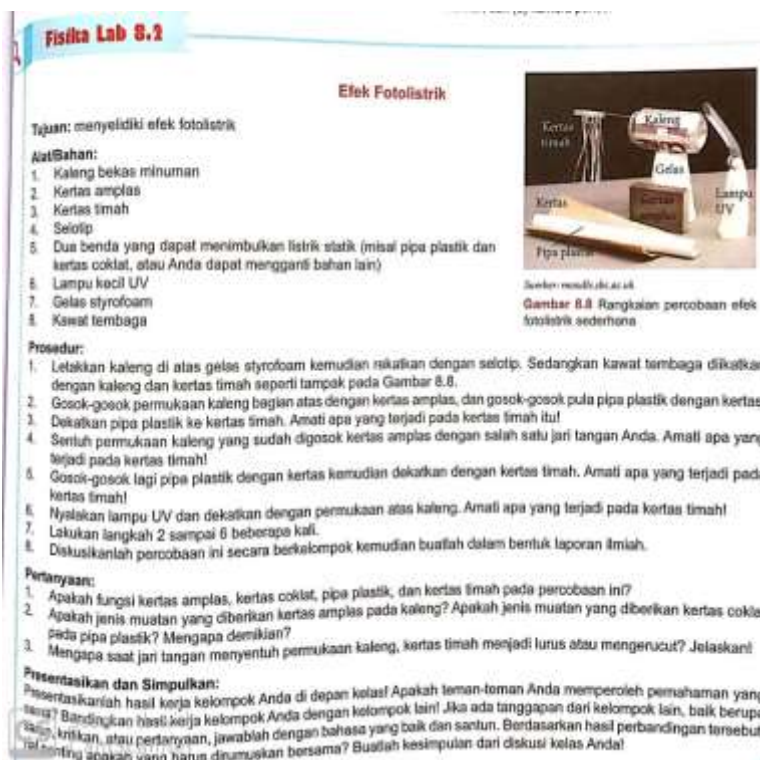 Fisika Lab 8.2
Efek Fotolistrik
Tujuan: menyelidiki efek fotolistrik
Alat/Bahan:
1. Kaleng bekas minuman
2. Kertas amplas
3. Kertas timah
4. Selotip
5. Dua benda yang dapat menimbulkan listrik statik (misal pipa plastik dan
kertas coklat, atau Anda dapat mengganti bahan lain)
6. Lampu kecil UV
7. Gelas styrofoam
8. Kawat tembaga
Kertas
timah
Kaleng
Gelas
Lampu
UV
Kertas
Kertas
amplas
Pipa plastik
Sumber:
Gambar 8.8 Rangkaian percobaan efek
fotolistrik sederhana
Prosedur:
1. Letakkan kaleng di atas gelas styrofoam kemudian rekatkan dengan selotip. Sedangkan kawat tembaga diikatkan
dengan kaleng dan kertas timah seperti tampak pada Gambar 8.8.
2. Gosok-gosok permukaan kaleng bagian atas dengan kertas amplas, dan gosok-gosok pula pipa plastik dengan kertas
3. Dekatkan pipa plastik ke kertas timah. Amati apa yang terjadi pada kertas timah itu!
4. Sentuh permukaan kaleng yang sudah digosok kertas amplas dengan salah satu jari tangan Anda. Amati apa yang
terjadi pada kertas timah!
5. Gosok-gosok lagi pipa plastik dengan kertas kemudian dekatkan dengan kertas timah. Amati apa yang terjadi pada
kertas timah!
6. Nyalakan lampu UV dan dekatkan dengan permukaan atas kaleng. Amati apa yang terjadi pada kertas timah!
7. Lakukan langkah 2 sampai 6 beberapa kali.
8. Diskusikanlah percobaan ini secara berkelompok kemudian buatlah dalam bentuk laporan ilmiah.
Pertanyaan:
1. Apakah fungsi kertas amplas, kertas coklat, pipa plastik, dan kertas timah pada percobaan ini?
2. Apakah jenis muatan yang diberikan kertas amplas pada kaleng? Apakah jenis muatan yang diberikan kertas cokla
pada pipa plastik? Mengapa demikian?
3. Mengapa saat jari tangan menyentuh permukaan kaleng, kertas timah menjadi lurus atau mengerucut? Jelaskan!
Presentasikan dan Simpulkan:
Presentasikanlah hasil kerja kelompok Anda di depan kelas! Apakah teman-teman Anda memperoleh pemahaman yang
sama? Bandingkan hasil kerja kelompok Anda dengan kelompok lain! Jika ada tanggapan dari kelompok lain, baik berupa
kritikan, atau pertanyaan, jawablah dengan bahasa yang baik dan santun. Berdasarkan hasil perbandingan tersebut
penting apakah yang harus dirumuskan bersama? Buatlah kesimpulan dari diskusi kelas Anda!